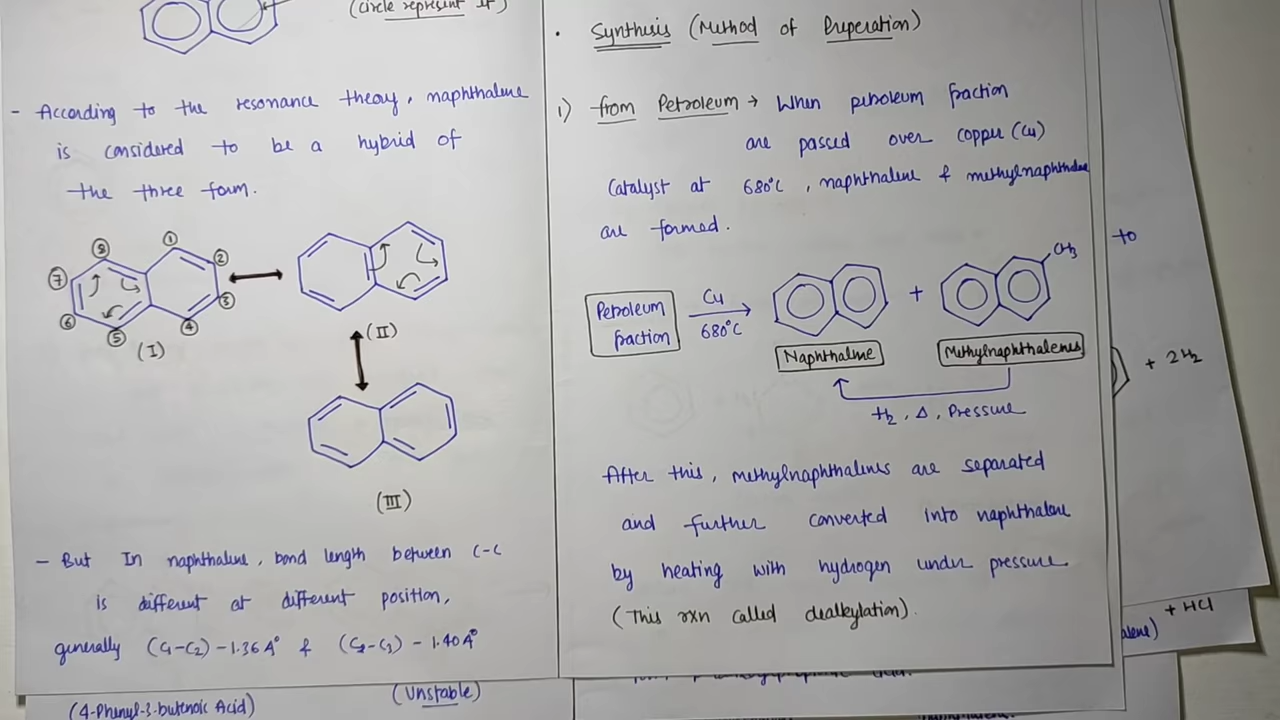 (circle represent it)
- According to the resonance theory, naphthalene
is considered to be a hybrid of
the three form.
1
2
3
4
5
6
7
8
(I)
(II)
(III)
- But In naphthalene, bond length between C-C
is different at different position,
generally (C1-C2) - 1.36 A° & (C2-C3) - 1.40 A°
(4-Phenyl-3-butenoic Acid)
(Unstable)
• Synthesis (Method of Preperation)
i) from Petroleum → When petroleum fraction
are passed over copper (Cu)
Catalyst at 680°C, naphthalene & methylnaphthalene
are formed.
Petroleum
fraction
Cu
680°C
+
CH3
Naphthalene
Methylnaphthalenes
H2, Δ, Pressure
After this, methylnaphthalenes are separated
and further converted into naphthalene
by heating with hydrogen under pressure.
(This rxn called dealkylation).
to
+ 2H2
+ HCl
alene)